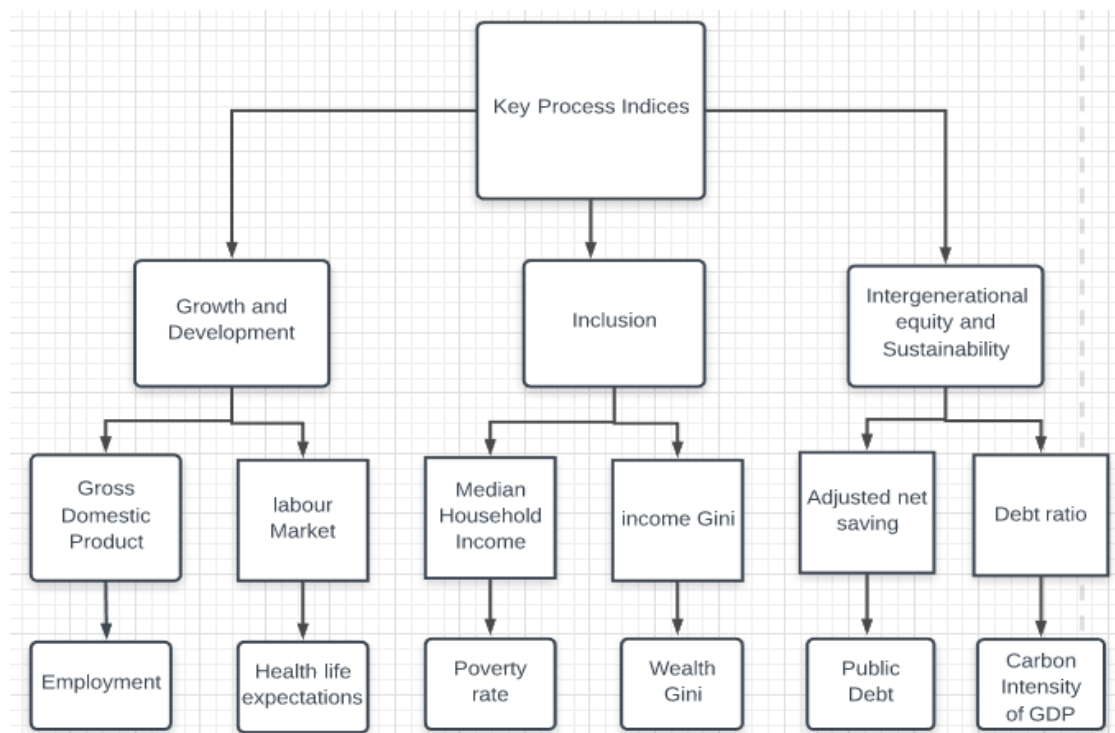 Key Process Indices
Growth and
Development
Inclusion
Intergenerational
equity and
Sustainability
Gross
Domestic
Product
labour
Market
Median
Household
Income
income Gini
Adjusted net
saving
Debt ratio
Employment
Health life
expectations
Poverty
rate
Wealth
Gini
Public
Debt
Carbon
Intensity
of GDP